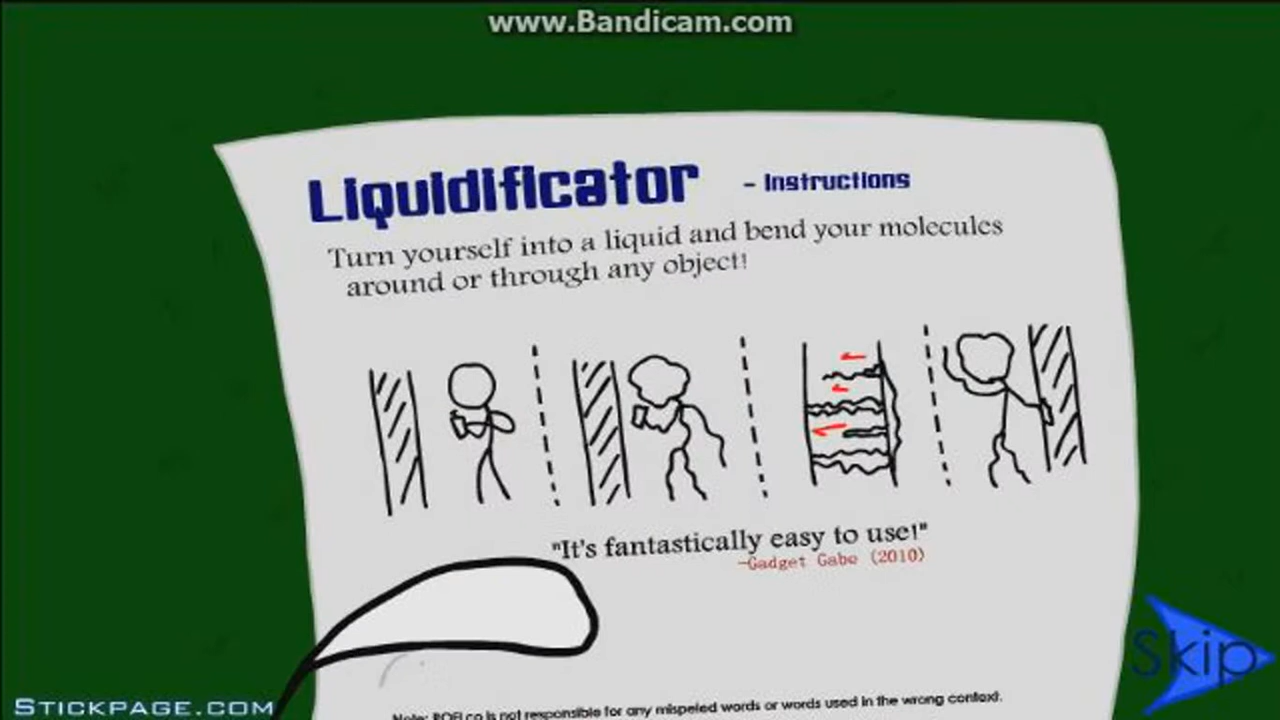 www.Bandicam.com
Liquidificator - Instructions
Turn yourself into a liquid and bend your molecules
around or through any object!
"It's fantastically easy to use!"
-Gadget Gabe (2010)
Skip
STICKPAGE.COM
Note: ROFLco is not responsible for any mispeled words or words used in the wrong context.